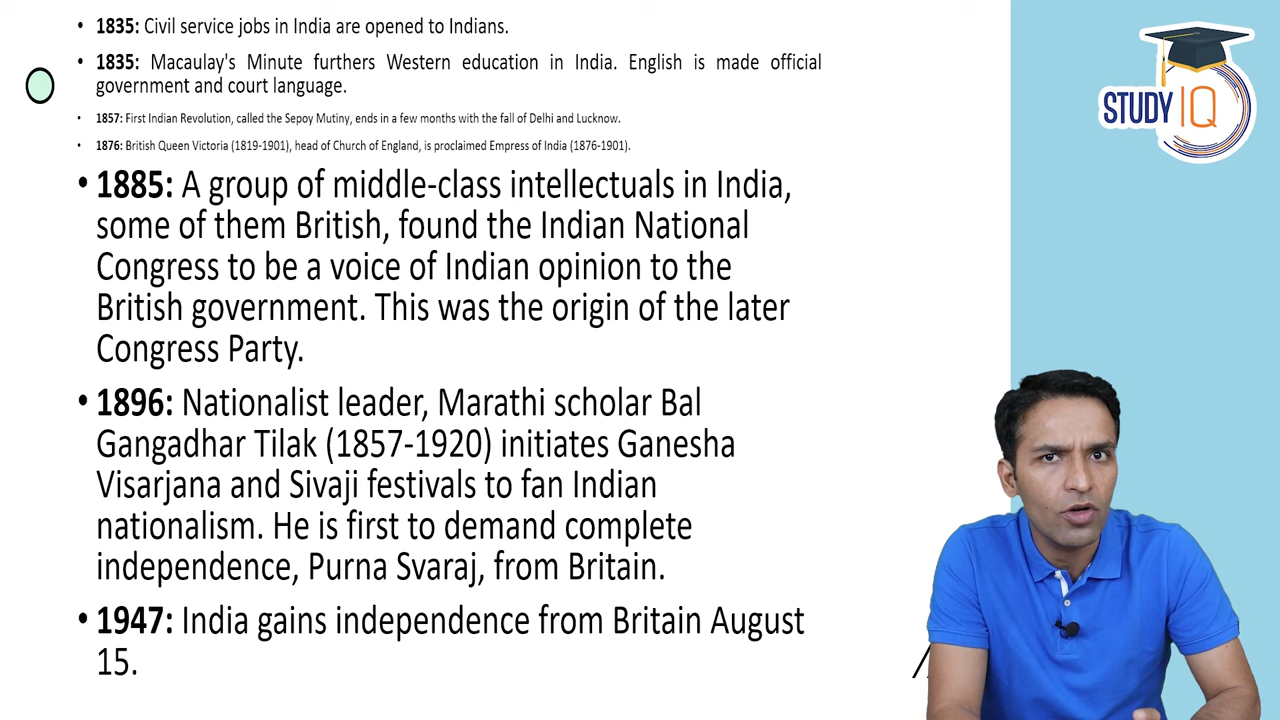 • 1835: Civil service jobs in India are opened to Indians.
• 1835: Macaulay's Minute furthers Western education in India. English is made official
government and court language.
• 1857: First Indian Revolution, called the Sepoy Mutiny, ends in a few months with the fall of Delhi and Lucknow.
• 1876: British Queen Victoria (1819-1901), head of Church of England, is proclaimed Empress of India (1876-1901).
• 1885: A group of middle-class intellectuals in India,
some of them British, found the Indian National
Congress to be a voice of Indian opinion to the
British government. This was the origin of the later
Congress Party.
• 1896: Nationalist leader, Marathi scholar Bal
Gangadhar Tilak (1857-1920) initiates Ganesha
Visarjana and Sivaji festivals to fan Indian
nationalism. He is first to demand complete
independence, Purna Svaraj, from Britain.
• 1947: India gains independence from Britain August
15.
STUDY IQ